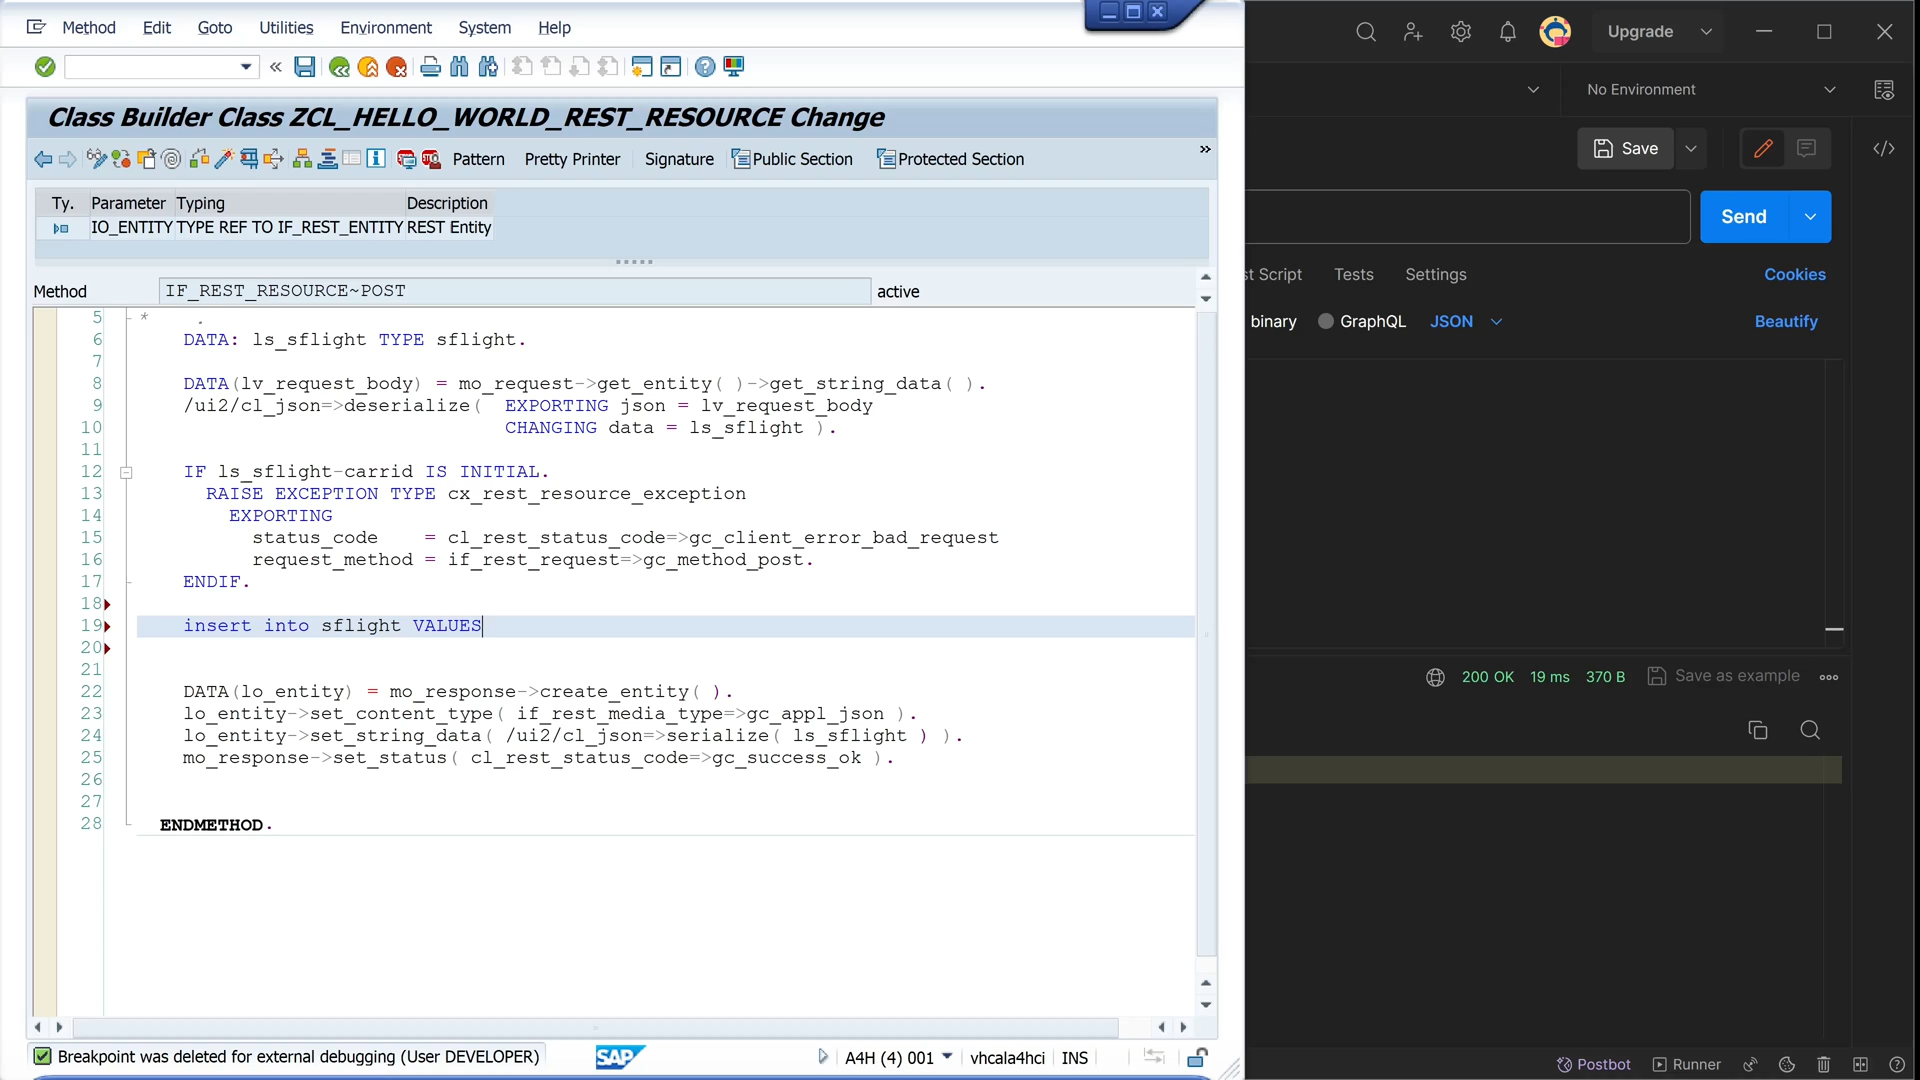 Method Edit Goto Utilities Environment System Help
Class Builder Class ZCL_HELLO_WORLD_REST_RESOURCE Change
Pattern Pretty Printer Signature Public Section Protected Section »
Ty. Parameter Typing Description
IO_ENTITY TYPE REF TO IF_REST_ENTITY REST Entity
Method IF_REST_RESOURCE~POST active
5 * .
6 DATA: ls_sflight TYPE sflight.
7
8 DATA(lv_request_body) = mo_request->get_entity( )->get_string_data( ).
9 /ui2/cl_json=>deserialize( EXPORTING json = lv_request_body
10 CHANGING data = ls_sflight ).
11
12 IF ls_sflight-carrid IS INITIAL.
13 RAISE EXCEPTION TYPE cx_rest_resource_exception
14 EXPORTING
15 status_code = cl_rest_status_code=>gc_client_error_bad_request
16 request_method = if_rest_request=>gc_method_post.
17 ENDIF.
18
19 insert into sflight VALUES
20
21
22 DATA(lo_entity) = mo_response->create_entity( ).
23 lo_entity->set_content_type( if_rest_media_type=>gc_appl_json ).
24 lo_entity->set_string_data( /ui2/cl_json=>serialize( ls_sflight ) ).
25 mo_response->set_status( cl_rest_status_code=>gc_success_ok ).
26
27
28 ENDMETHOD.
Breakpoint was deleted for external debugging (User DEVELOPER) SAP A4H (4) 001 vhcala4hci INS
Upgrade
No Environment
Save
Send
t Script Tests Settings Cookies
binary GraphQL JSON Beautify
200 OK 19 ms 370 B Save as example
Postbot Runner